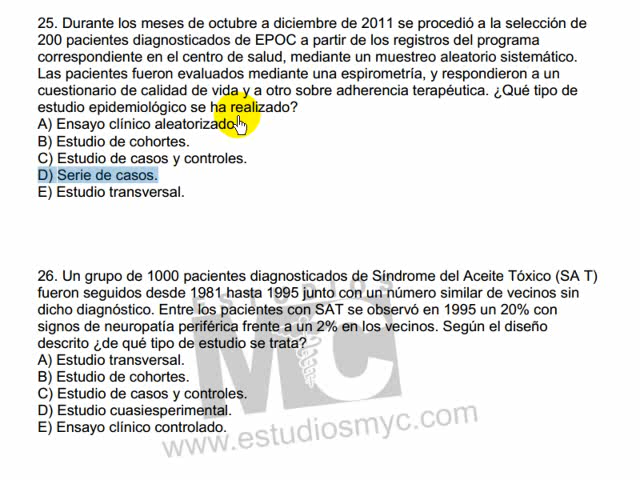 25. Durante los meses de octubre a diciembre de 2011 se procedió a la selección de
200 pacientes diagnosticados de EPOC a partir de los registros del programa
correspondiente en el centro de salud, mediante un muestreo aleatorio sistemático.
Las pacientes fueron evaluados mediante una espirometría, y respondieron a un
cuestionario de calidad de vida y a otro sobre adherencia terapéutica. ¿Qué tipo de
estudio epidemiológico se ha realizado?
A) Ensayo clínico aleatorizado.
B) Estudio de cohortes.
C) Estudio de casos y controles.
D) Serie de casos.
E) Estudio transversal.
26. Un grupo de 1000 pacientes diagnosticados de Síndrome del Aceite Tóxico (SA T)
fueron seguidos desde 1981 hasta 1995 junto con un número similar de vecinos sin
dicho diagnóstico. Entre los pacientes con SAT se observó en 1995 un 20% con
signos de neuropatía periférica frente a un 2% en los vecinos. Según el diseño
descrito ¿de qué tipo de estudio se trata?
A) Estudio transversal.
B) Estudio de cohortes.
C) Estudio de casos y controles.
D) Estudio cuasiesperimental.
E) Ensayo clínico controlado.
ESTUDIOS
MC
www.estudiosmyc.com